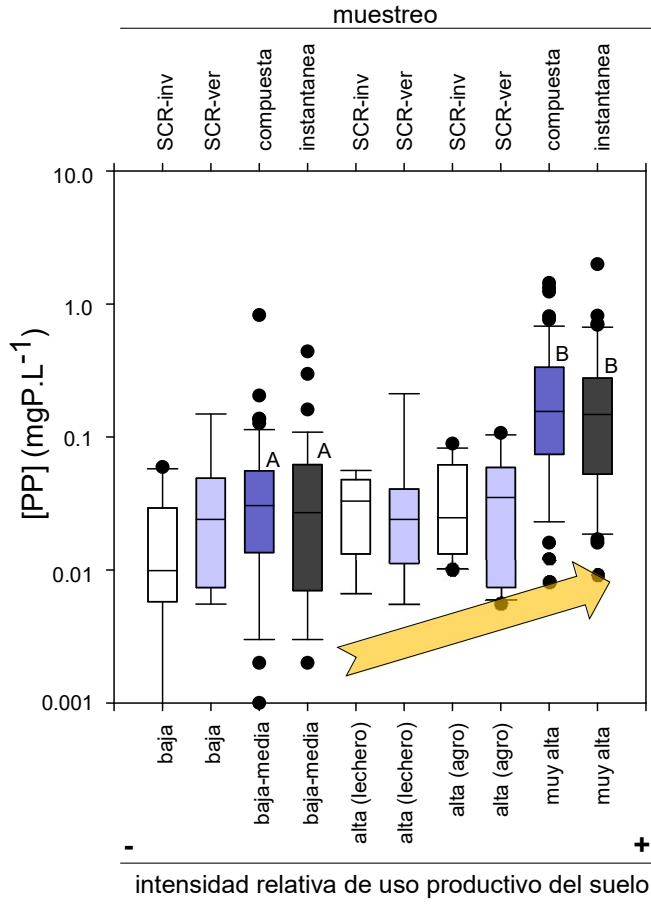 muestreo
SCR-inv
SCR-ver
compuesta
instantanea
SCR-inv
SCR-ver
SCR-inv
SCR-ver
compuesta
instantanea
[PP] (mgP.L-1)
10.0
1.0
0.1
0.01
0.001
A
A
B
B
baja
baja
baja-media
baja-media
alta (lechero)
alta (lechero)
alta (agro)
alta (agro)
muy alta
muy alta
- +
intensidad relativa de uso productivo del suelo